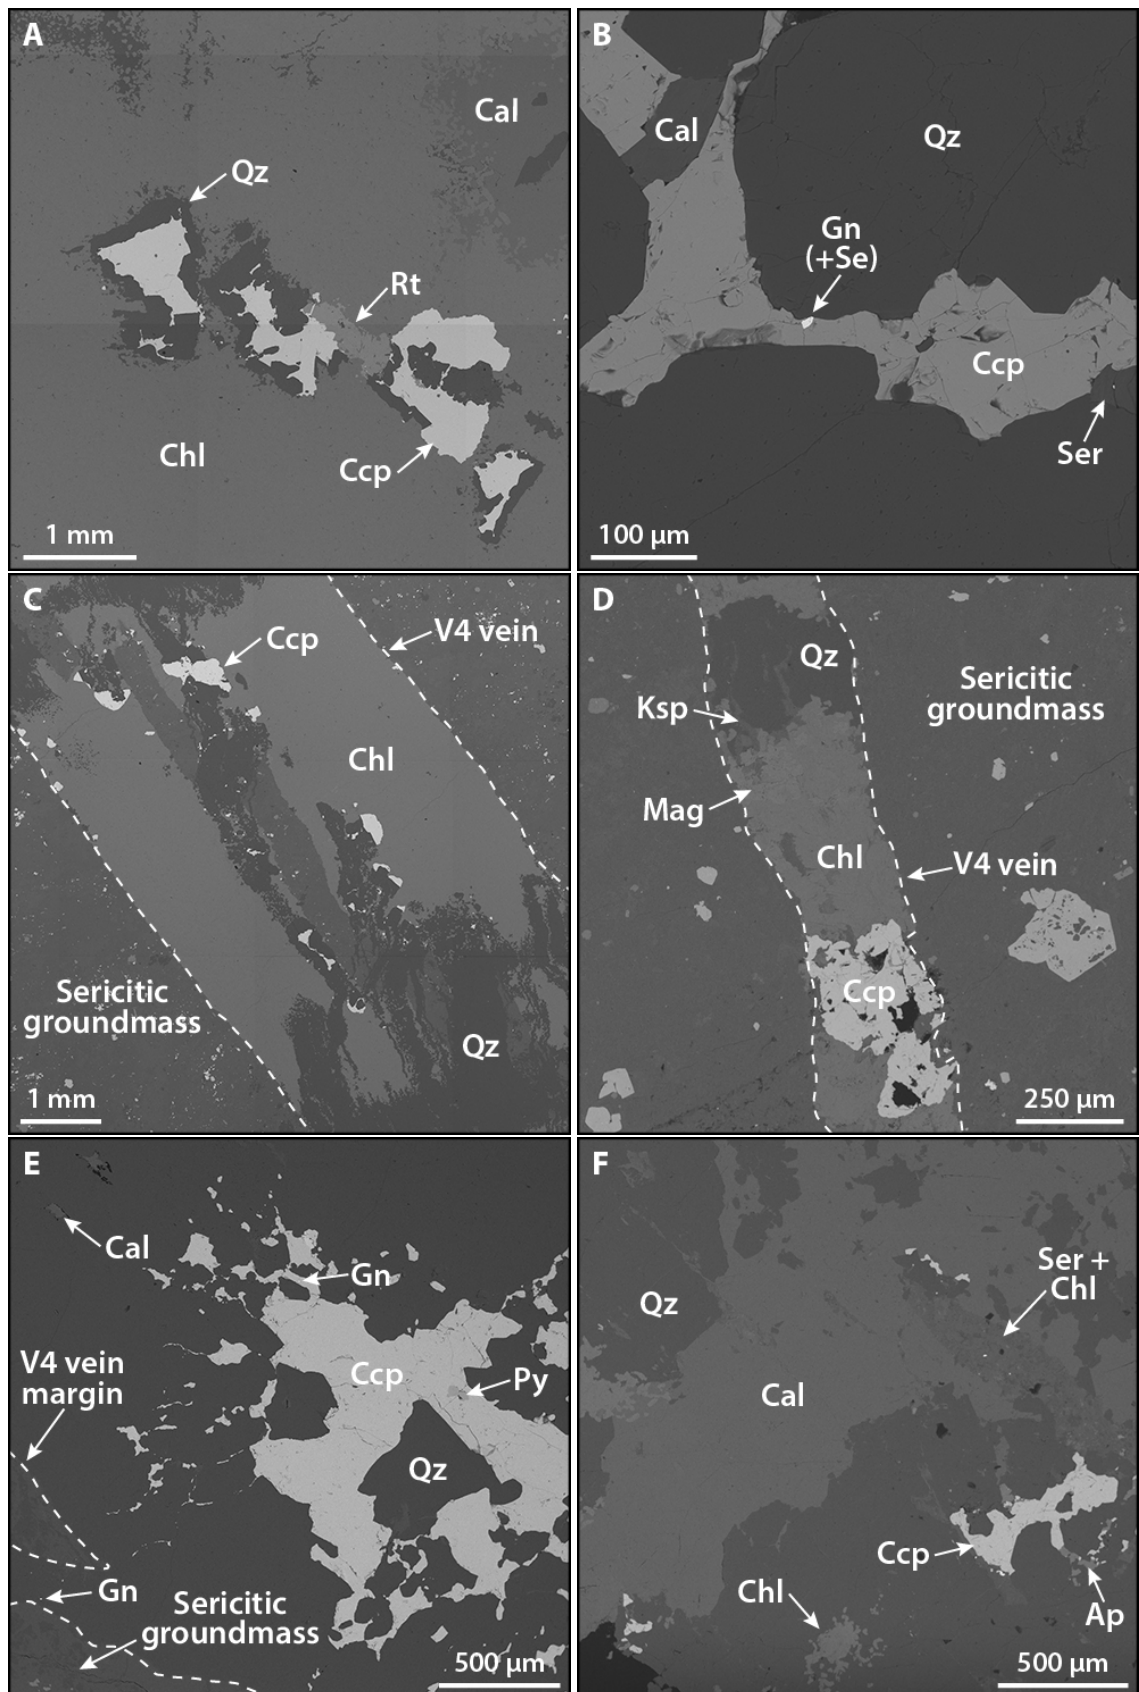 A
Cal
Qz
Rt
Chl
Ccp
1 mm
B
Cal
Qz
Gn
(+Se)
Ccp
Ser
100 μm
C
V4 vein
Ccp
Chl
Sericitic
groundmass
Qz
1 mm
D
Qz
Sericitic
groundmass
Ksp
Mag
Chl
V4 vein
Ccp
250 μm
E
Cal
Gn
V4 vein
margin
Ccp
Py
Qz
Gn
Sericitic
groundmass
500 μm
F
Ser +
Chl
Qz
Cal
Ccp
Chl
Ap
500 μm